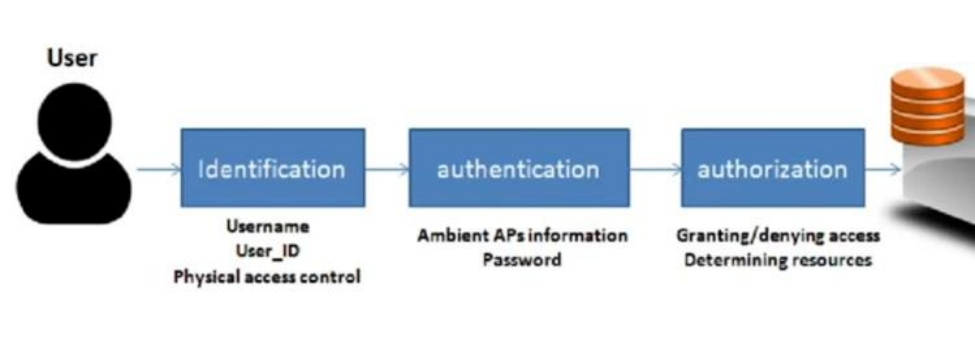 User
Identification
authentication
authorization
Username
User_ID
Physical access control
Ambient APs information
Password
Granting/denying access
Determining resources